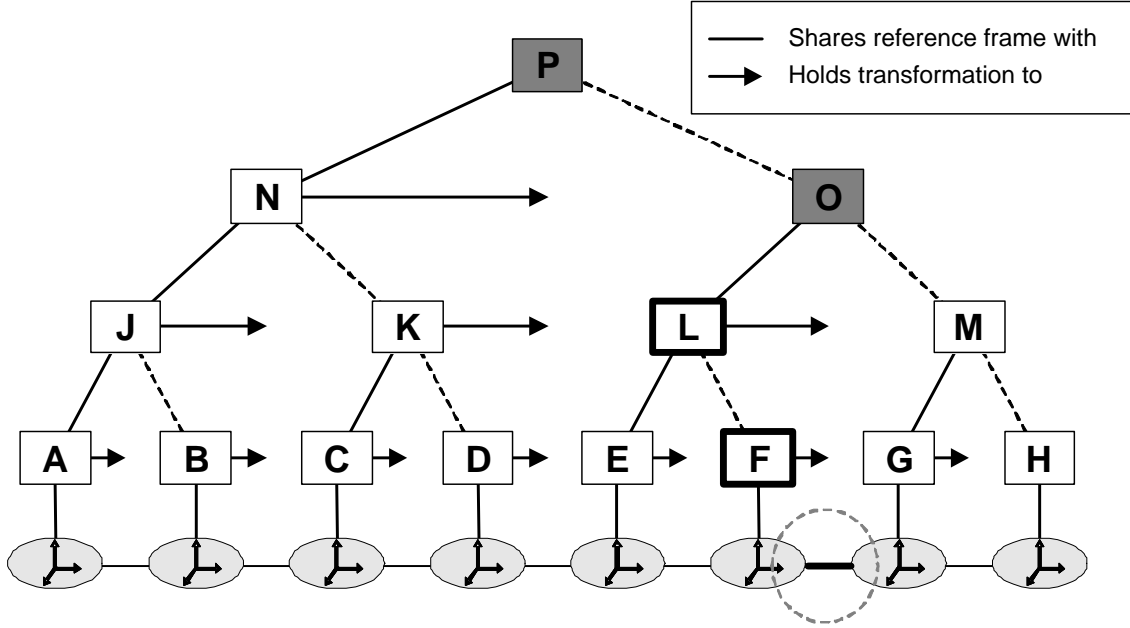 Shares reference frame with
Holds transformation to
P
N
O
J
K
L
M
A
B
C
D
E
F
G
H